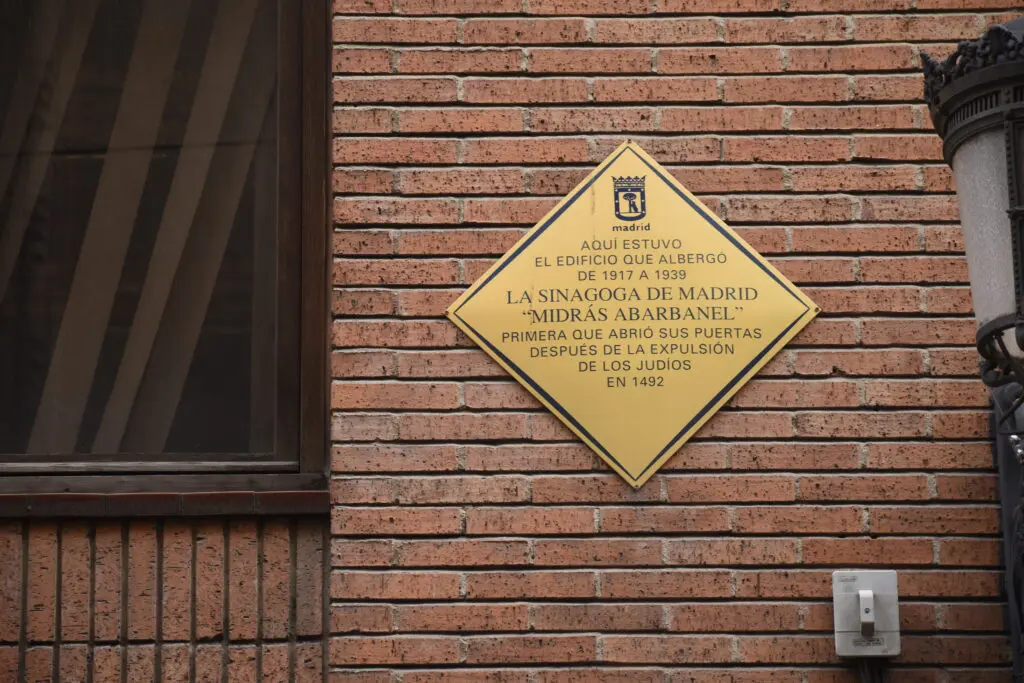 madrid
AQUÍ ESTUVO
EL EDIFICIO QUE ALBERGÓ
DE 1917 A 1939
LA SINAGOGA DE MADRID
“MIDRÁS ABARBANEL”
PRIMERA QUE ABRIÓ SUS PUERTAS
DESPUÉS DE LA EXPULSIÓN
DE LOS JUDÍOS
EN 1492